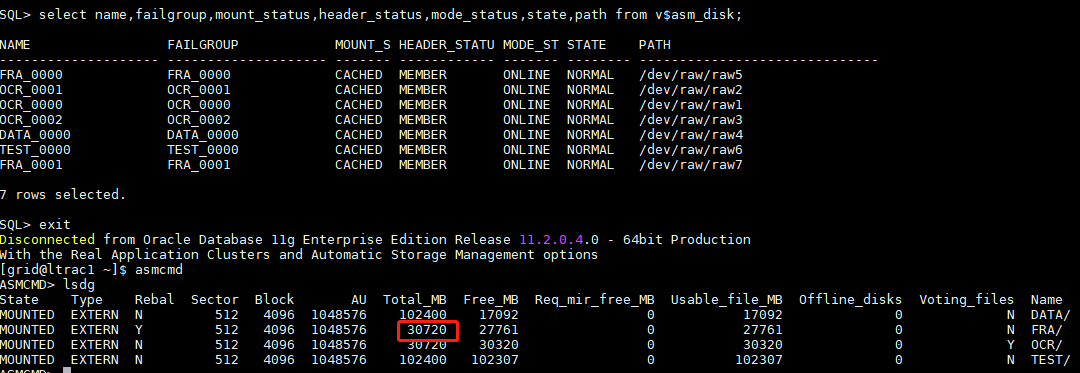 SQL> select name,failgroup,mount_status,header_status,mode_status,state,path from v$asm_disk;
NAME FAILGROUP MOUNT_S HEADER_STATU MODE_ST STATE PATH
-------------------- -------------------- ------- ------------ ------- -------- ------------------------------
FRA_0000 FRA_0000 CACHED MEMBER ONLINE NORMAL /dev/raw/raw5
OCR_0001 OCR_0001 CACHED MEMBER ONLINE NORMAL /dev/raw/raw2
OCR_0000 OCR_0000 CACHED MEMBER ONLINE NORMAL /dev/raw/raw1
OCR_0002 OCR_0002 CACHED MEMBER ONLINE NORMAL /dev/raw/raw3
DATA_0000 DATA_0000 CACHED MEMBER ONLINE NORMAL /dev/raw/raw4
TEST_0000 TEST_0000 CACHED MEMBER ONLINE NORMAL /dev/raw/raw6
FRA_0001 FRA_0001 CACHED MEMBER ONLINE NORMAL /dev/raw/raw7
7 rows selected.
SQL> exit
Disconnected from Oracle Database 11g Enterprise Edition Release 11.2.0.4.0 - 64bit Production
With the Real Application Clusters and Automatic Storage Management options
[grid@ltrac1 ~]$ asmcmd
ASMCMD> lsdg
State Type Rebal Sector Block AU Total_MB Free_MB Req_mir_free_MB Usable_file_MB Offline_disks Voting_files Name
MOUNTED EXTERN N 512 4096 1048576 102400 17092 0 17092 0 N DATA/
MOUNTED EXTERN Y 512 4096 1048576 30720 27761 0 27761 0 N FRA/
MOUNTED EXTERN N 512 4096 1048576 30720 30320 0 30320 0 Y OCR/
MOUNTED EXTERN N 512 4096 1048576 102400 102307 0 102307 0 N TEST/
ASMCMD>